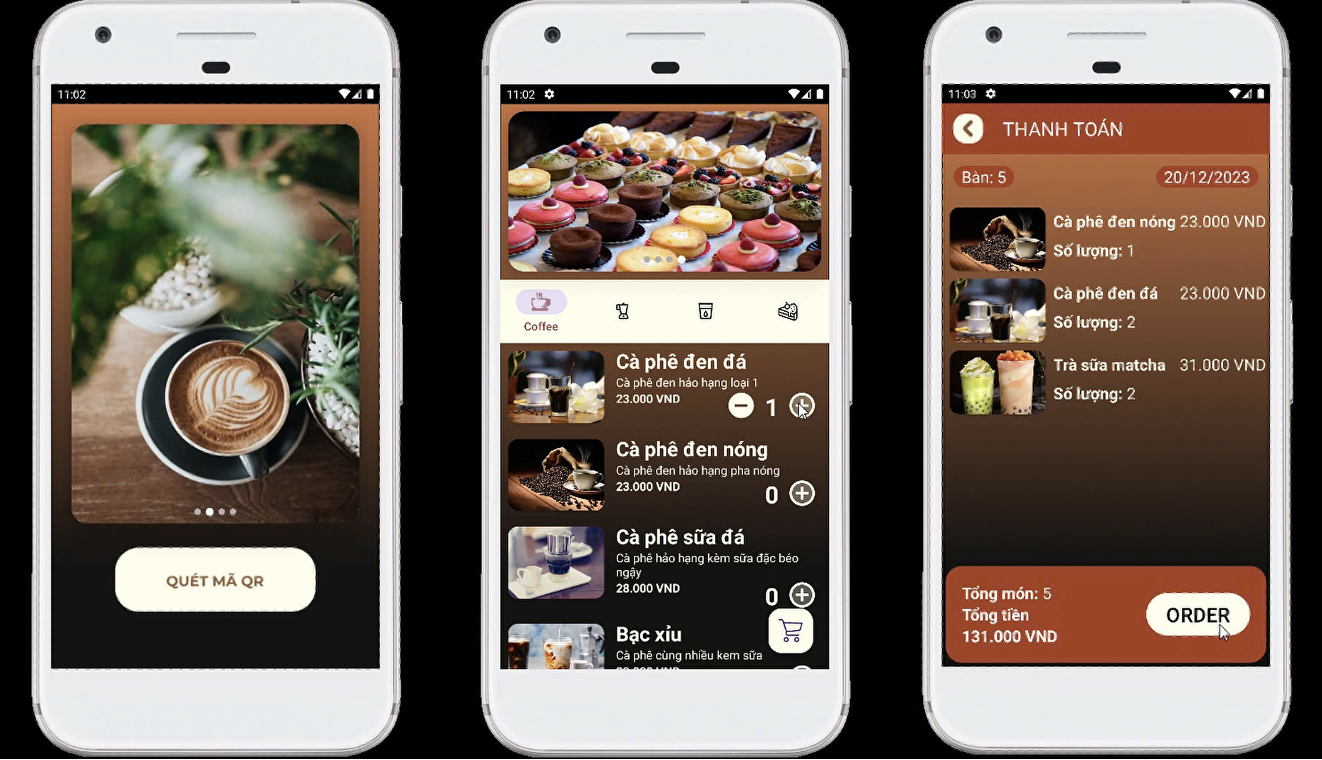 11:02
QUÉT MÃ QR
11:02
Coffee
Cà phê đen đá
Cà phê đen hảo hạng loại 1
23.000 VND
1
Cà phê đen nóng
Cà phê đen hảo hạng pha nóng
23.000 VND
0
Cà phê sữa đá
Cà phê hảo hạng kèm sữa đặc béo
ngậy
28.000 VND
0
Bạc xỉu
Cà phê cùng nhiều kem sữa
11:03
THANH TOÁN
Bàn: 5
20/12/2023
Cà phê đen nóng 23.000 VND
Số lượng: 1
Cà phê đen đá 23.000 VND
Số lượng: 2
Trà sữa matcha 31.000 VND
Số lượng: 2
Tổng món: 5
Tổng tiền
131.000 VND
ORDER